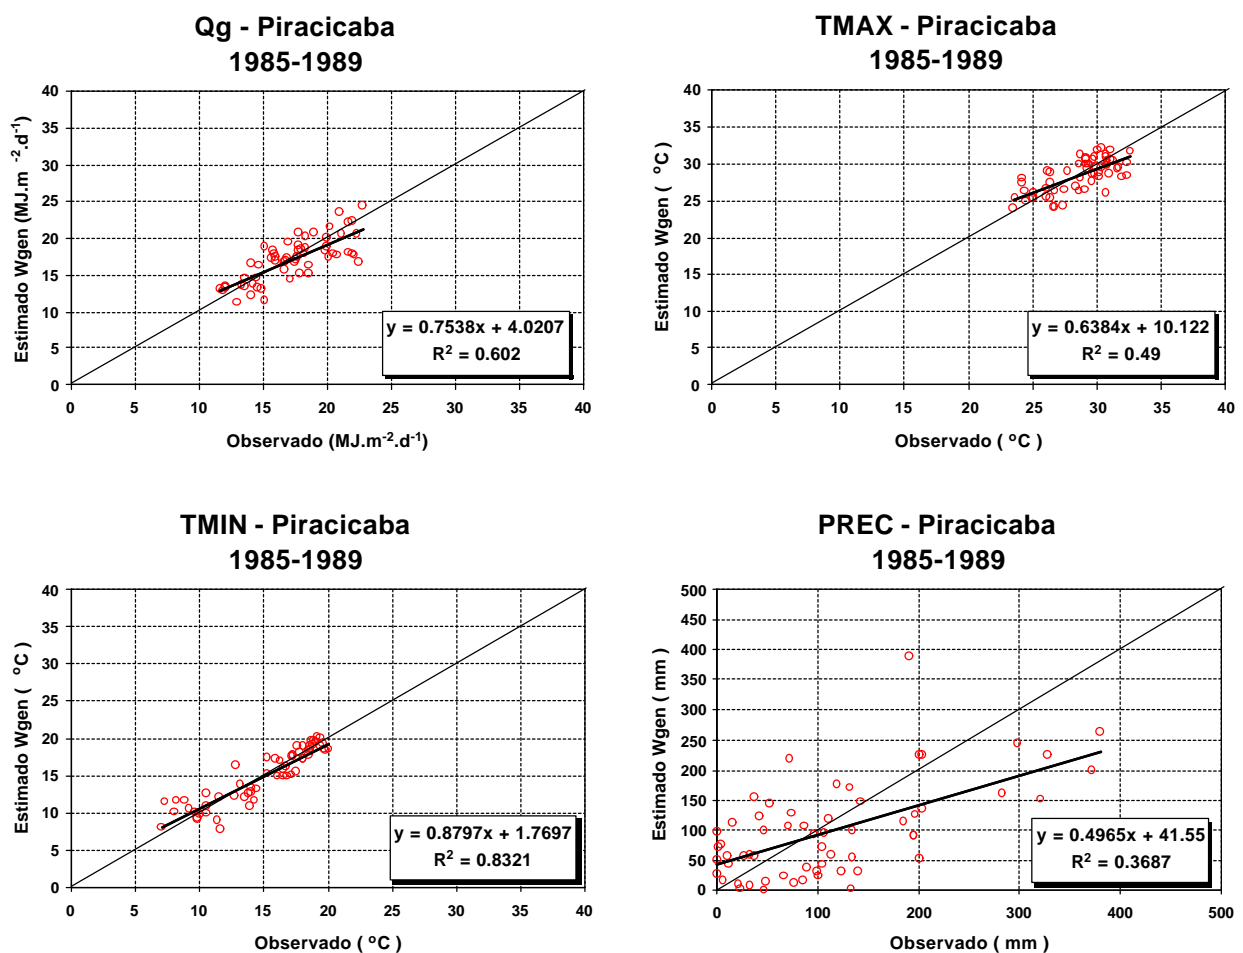 Qg - Piracicaba
1985-1989
Estimado Wgen (MJ.m -2.d-1)
40
35
30
25
20
15
10
5
0
y = 0.7538x + 4.0207
R2 = 0.602
0 5 10 15 20 25 30 35 40
Observado (MJ.m-2.d-1)
TMAX - Piracicaba
1985-1989
Estimado Wgen ( oC )
40
35
30
25
20
15
10
5
0
y = 0.6384x + 10.122
R2 = 0.49
0 5 10 15 20 25 30 35 40
Observado ( oC )
TMIN - Piracicaba
1985-1989
Estimado Wgen ( oC )
40
35
30
25
20
15
10
5
0
y = 0.8797x + 1.7697
R2 = 0.8321
0 5 10 15 20 25 30 35 40
Observado ( oC )
PREC - Piracicaba
1985-1989
Estimado Wgen ( mm )
500
450
400
350
300
250
200
150
100
50
0
y = 0.4965x + 41.55
R2 = 0.3687
0 100 200 300 400 500
Observado ( mm )